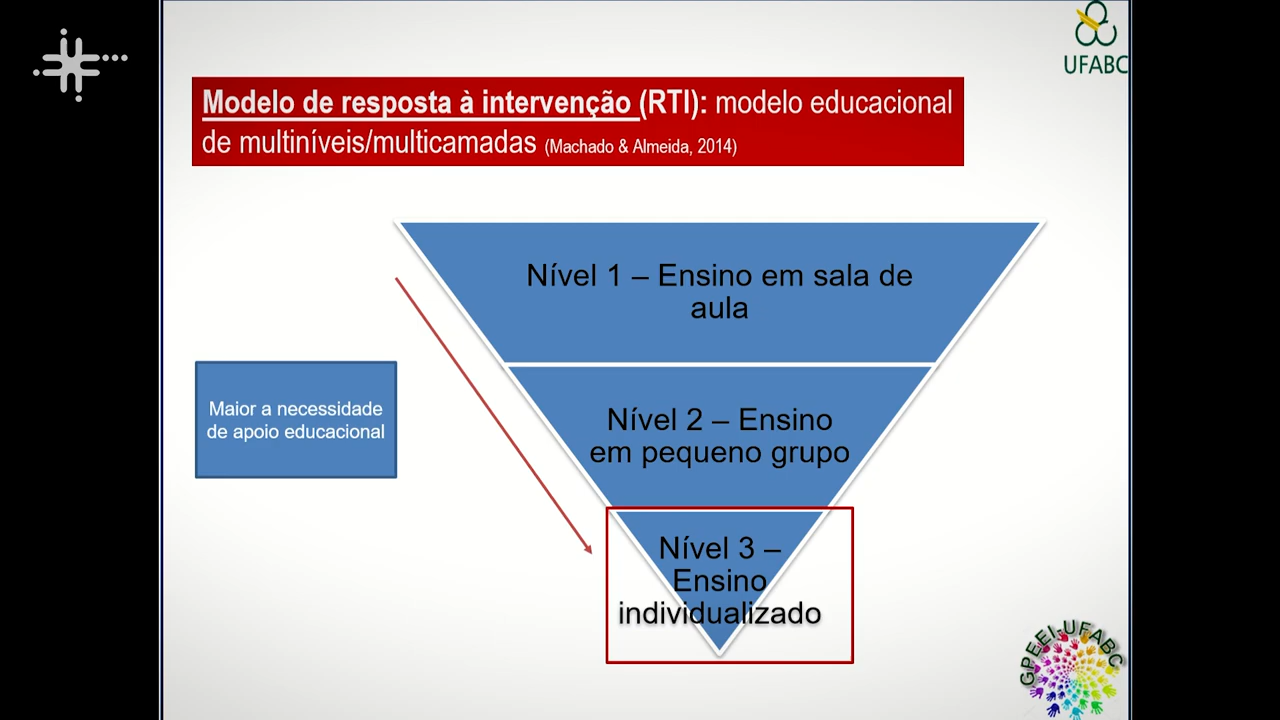 UFABC
Modelo de resposta à intervenção (RTI): modelo educacional
de multiníveis/multicamadas (Machado & Almeida, 2014)
Nível 1 – Ensino em sala de
aula
Maior a necessidade
de apoio educacional
Nível 2 – Ensino
em pequeno grupo
Nível 3 –
Ensino
individualizado
GPEEI-UFABC